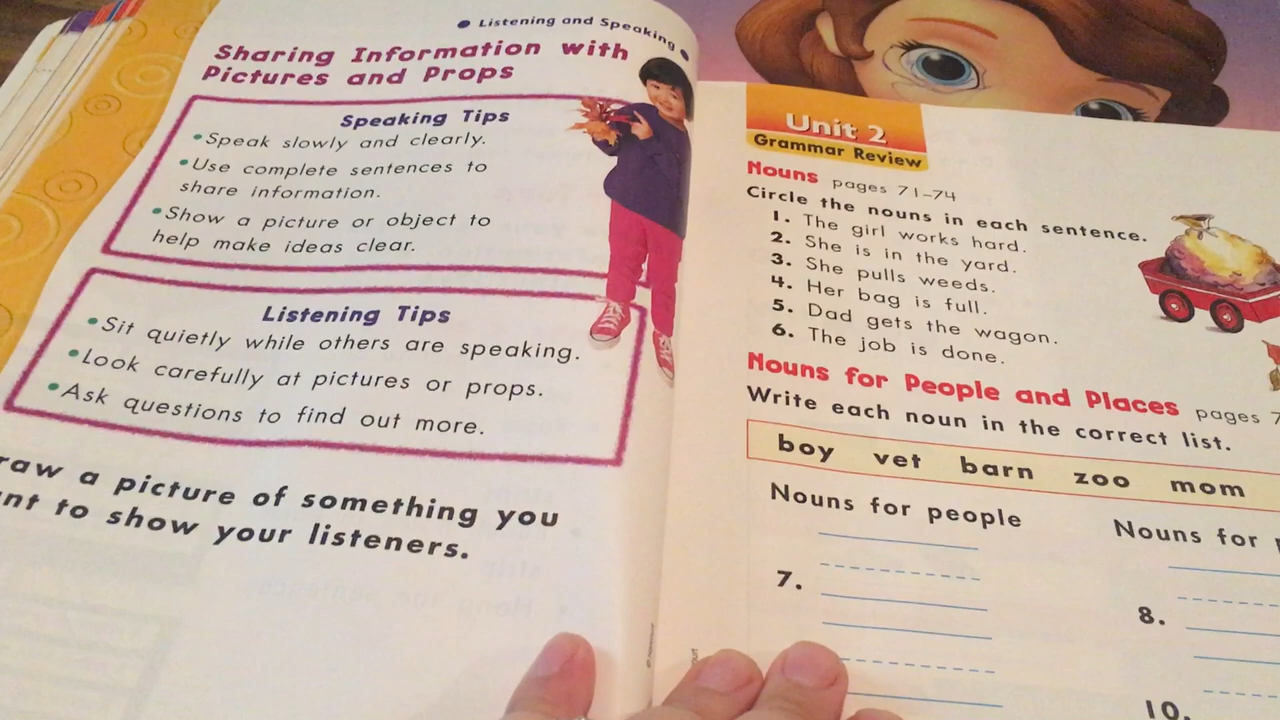 Listening and Speaking
Sharing Information with
Pictures and Props
Speaking Tips
•Speak slowly and clearly.
•Use complete sentences to
share information.
•Show a picture or object to
help make ideas clear.
Listening Tips
•Sit quietly while others are speaking.
•Look carefully at pictures or props.
•Ask questions to find out more.
raw a picture of something you
nt to show your listeners.
Unit 2
Grammar Review
Nouns pages 71-74
Circle the nouns in each sentence.
1. The girl works hard.
2. She is in the yard.
3. She pulls weeds.
4. Her bag is full.
5. Dad gets the wagon.
6. The job is done.
Nouns for People and Places pages 7
Write each noun in the correct list.
boy vet barn zoo mom
Nouns for people
Nouns for
7.
8.
10.